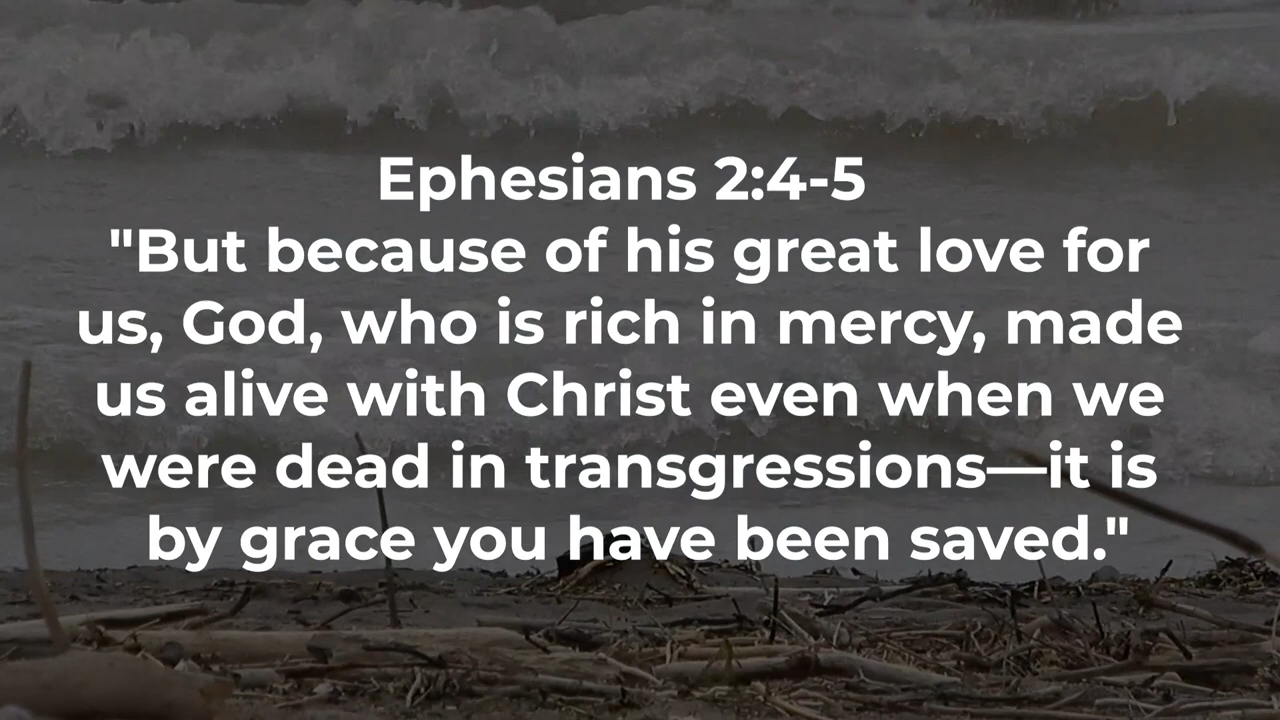 Ephesians 2:4-5
"But because of his great love for
us, God, who is rich in mercy, made
us alive with Christ even when we
were dead in transgressions—it is
by grace you have been saved."